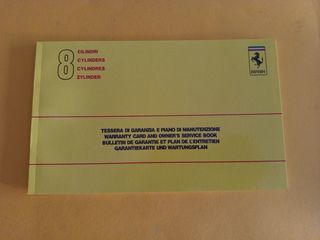 8
CILINDRI
CYLINDERS
CYLINDRES
ZYLINDER
FERRARI
TESSERA DI GARANZIA E PIANO DI MANUTENZIONE
WARRANTY CARD AND OWNER'S SERVICE BOOK
BULLETIN DE GARANTIE ET PLAN DE L'ENTRETIEN
GARANTIEKARTE UND WARTUNGSPLAN